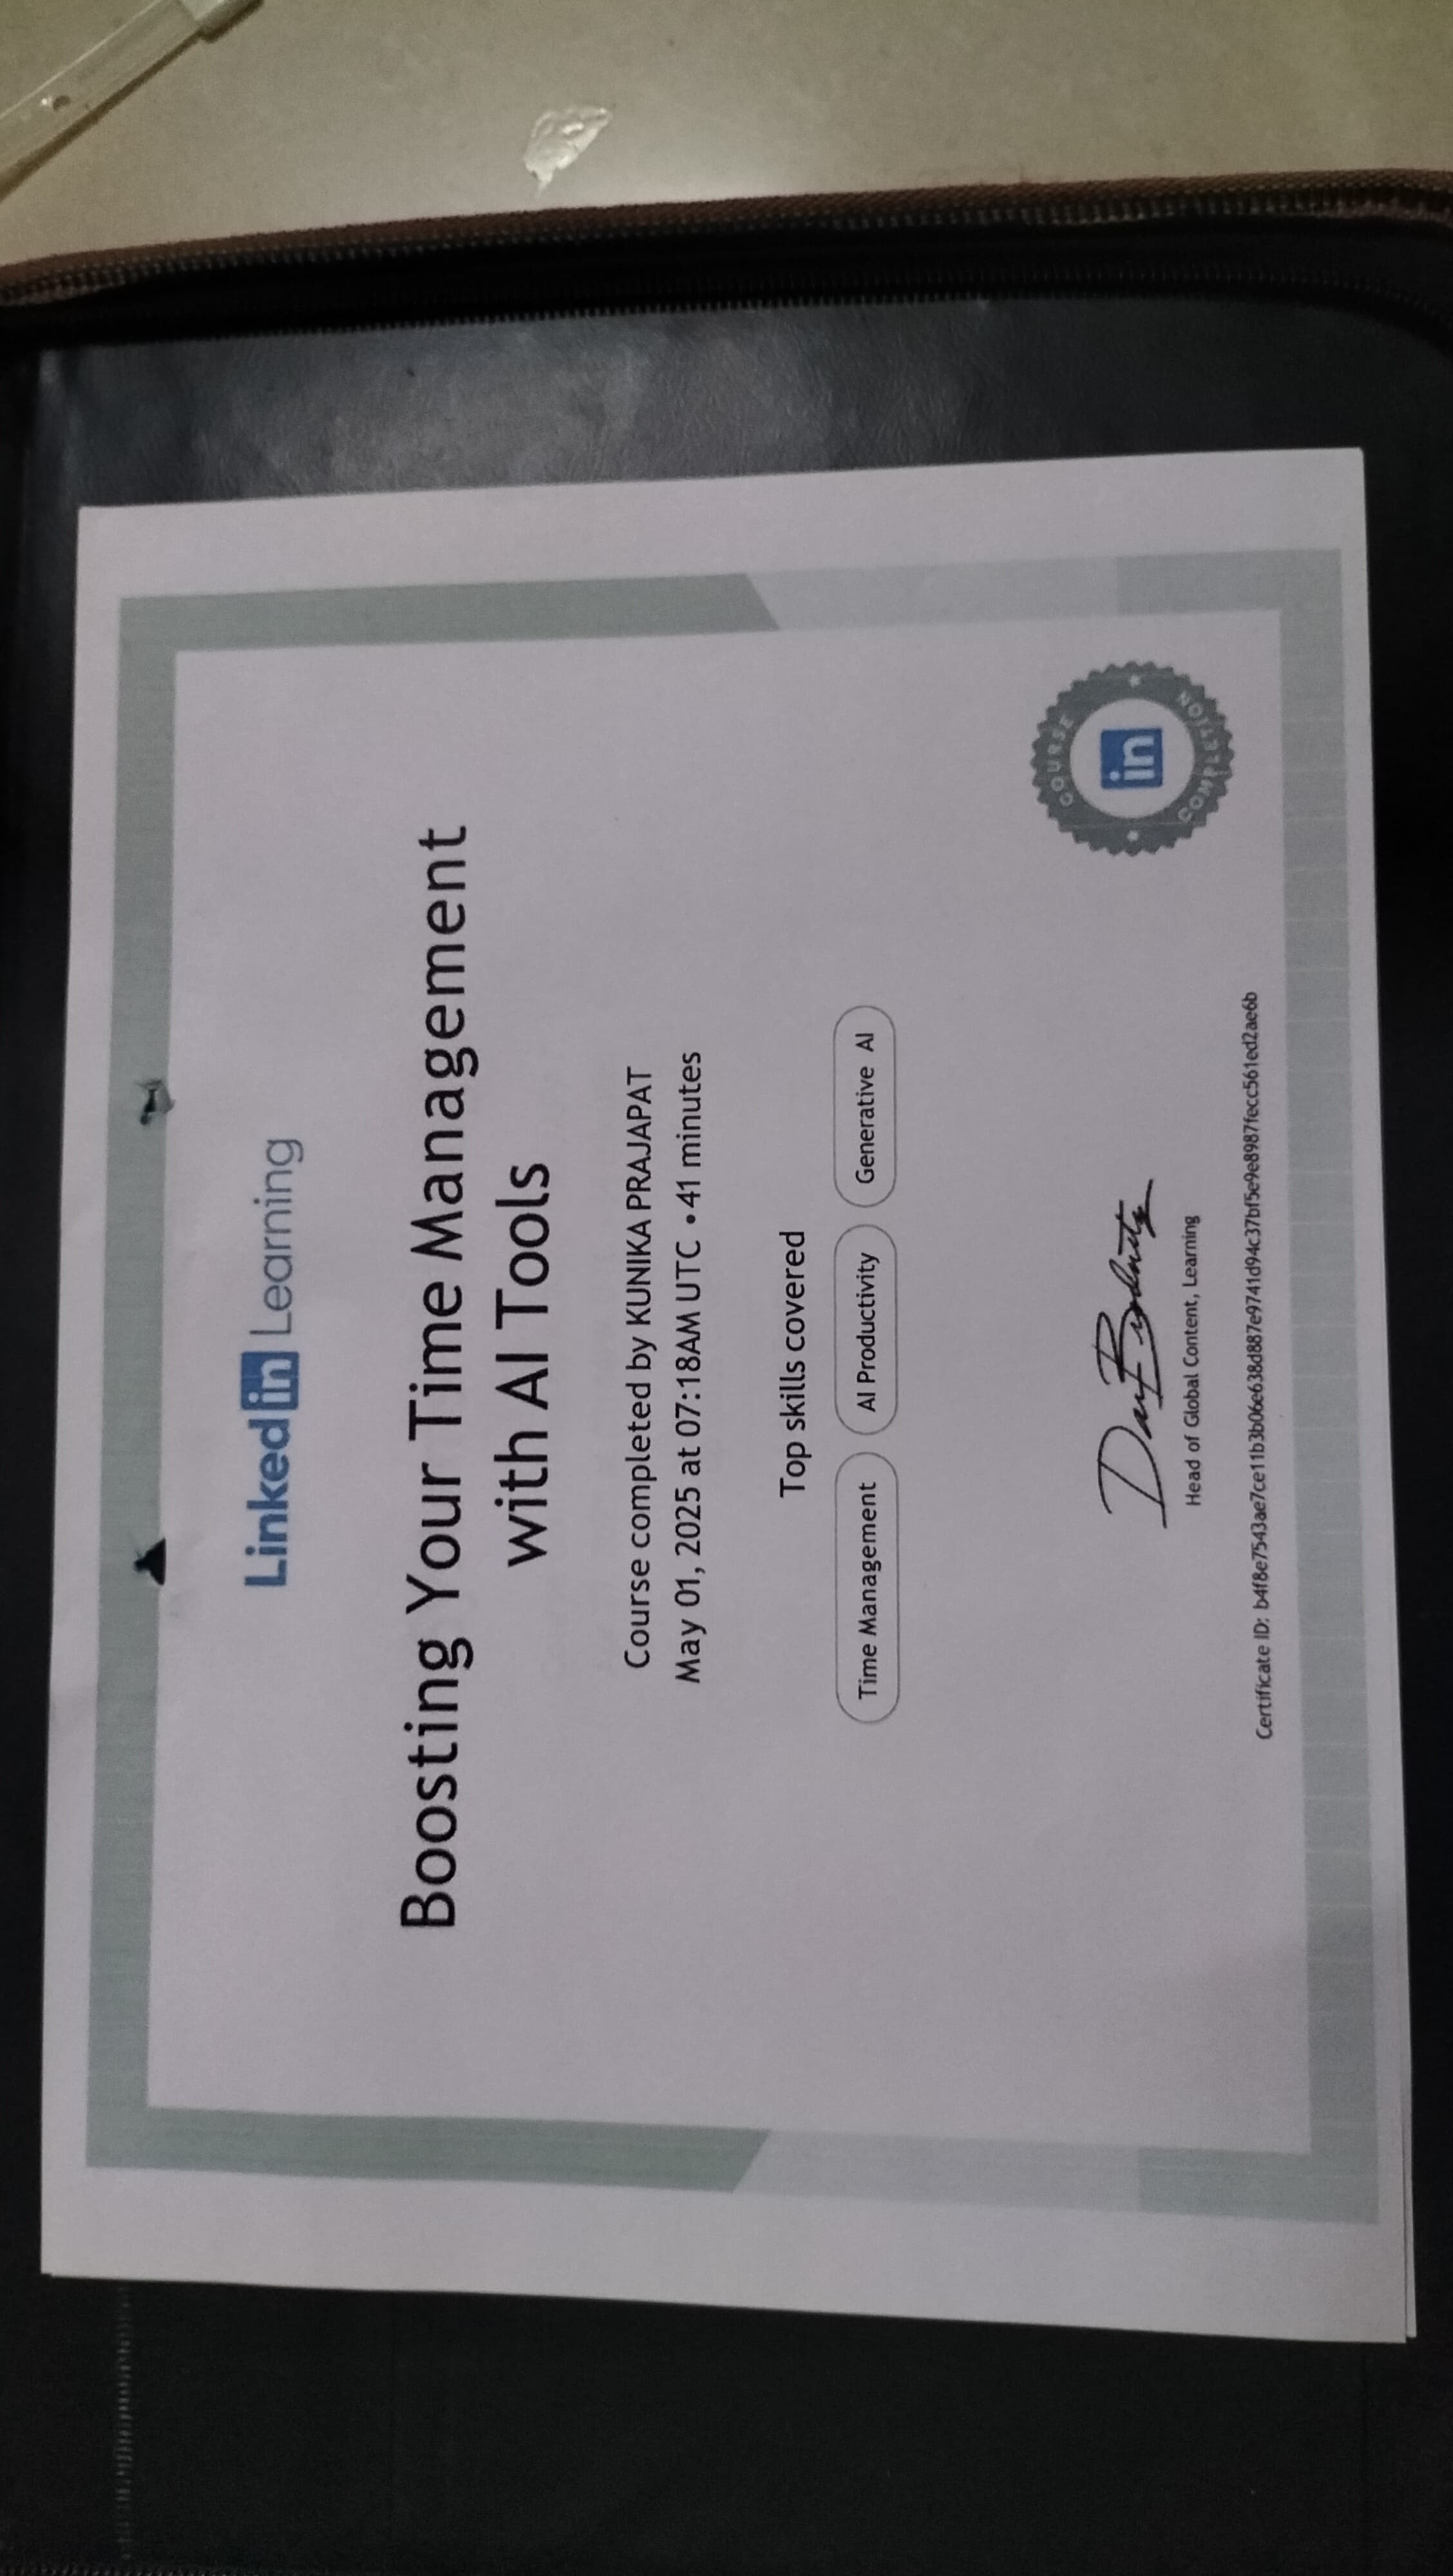 Linked in Learning
Boosting Your Time Management
with AI Tools
Course completed by KUNIKA PRAJAPAT
May 01, 2025 at 07:18AM UTC • 41 minutes
Top skills covered
Time Management AI Productivity Generative AI
Head of Global Content, Learning
COURSE
in
COMPLETION
Certificate ID: b4f8e7543ae7ce11b3b06e638d887e9741d94c37bf5e9e8987fecc561ed2ae6b